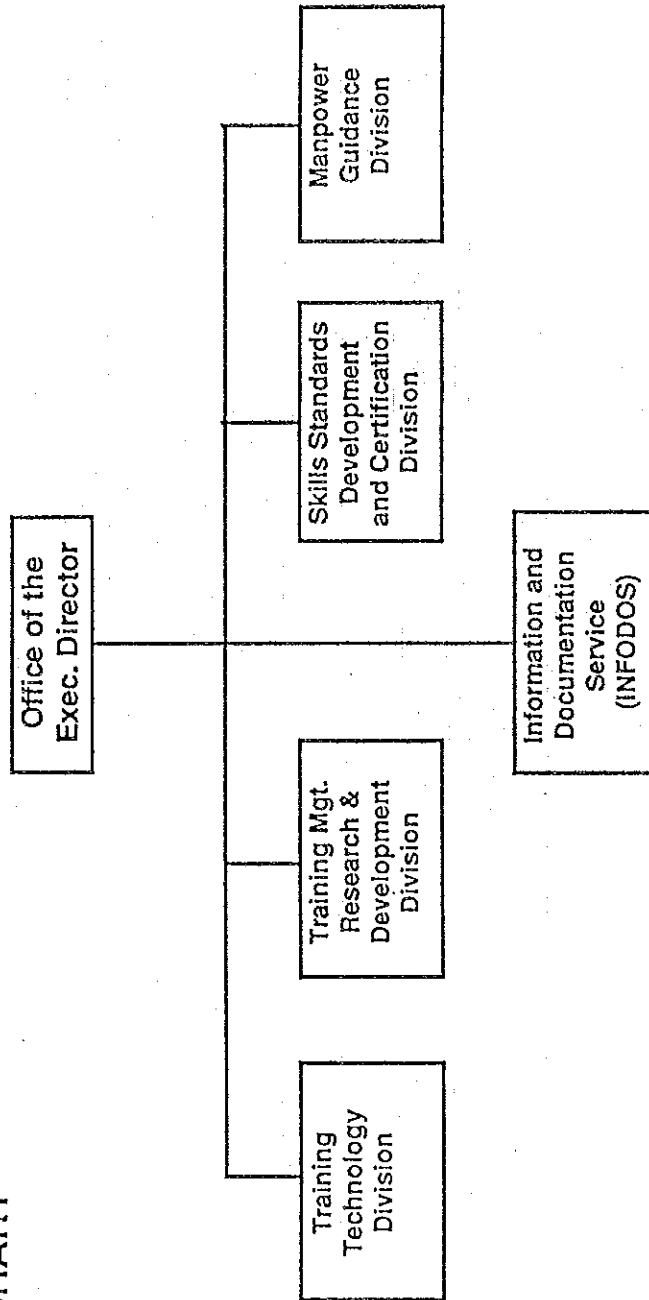 Office of the
Exec. Director
Training
Technology
Division
Training Mgt.
Research &
Development
Division
Skills Standards
Development
and Certification
Division
Manpower
Guidance
Division
Information and
Documentation
Service
(INFODOS)